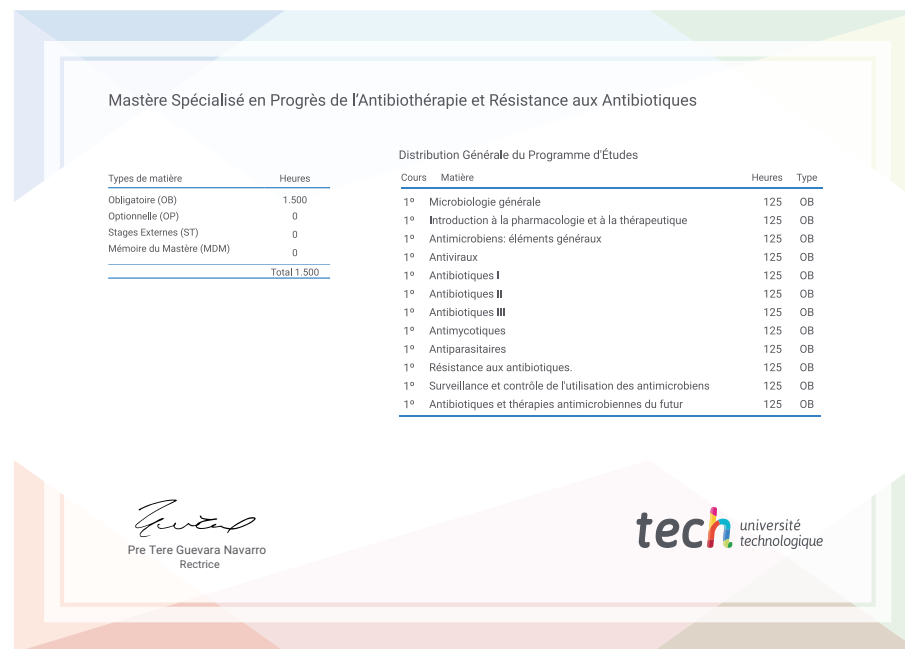 Mastère Spécialisé en Progrès de l'Antibiothérapie et Résistance aux Antibiotiques
Types de matière Heures
Obligatoire (OB) 1.500
Optionnelle (OP) 0
Stages Externes (ST) 0
Mémoire du Mastère (MDM) 0
Total 1.500
Distribution Générale du Programme d'Études
Cours Matière Heures Type
1º Microbiologie générale 125 OB
1º Introduction à la pharmacologie et à la thérapeutique 125 OB
1º Antimicrobiens: éléments généraux 125 OB
1º Antiviraux 125 OB
1º Antibiotiques I 125 OB
1º Antibiotiques II 125 OB
1º Antibiotiques III 125 OB
1º Antimycotiques 125 OB
1º Antiparasitaires 125 OB
1º Résistance aux antibiotiques. 125 OB
1º Surveillance et contrôle de l'utilisation des antimicrobiens 125 OB
1º Antibiotiques et thérapies antimicrobiennes du futur 125 OB
Pre Tere Guevara Navarro
Rectrice
tech université
technologique